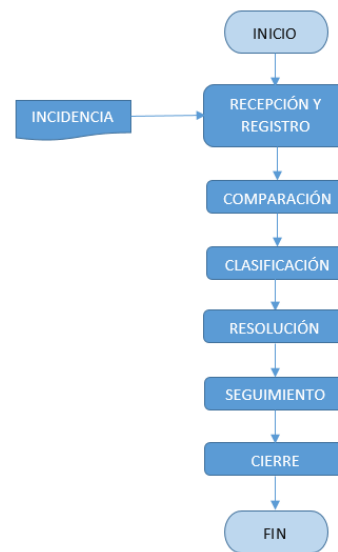 INICIO
INCIDENCIA
RECEPCIÓN Y
REGISTRO
COMPARACIÓN
CLASIFICACIÓN
RESOLUCIÓN
SEGUIMIENTO
CIERRE
FIN